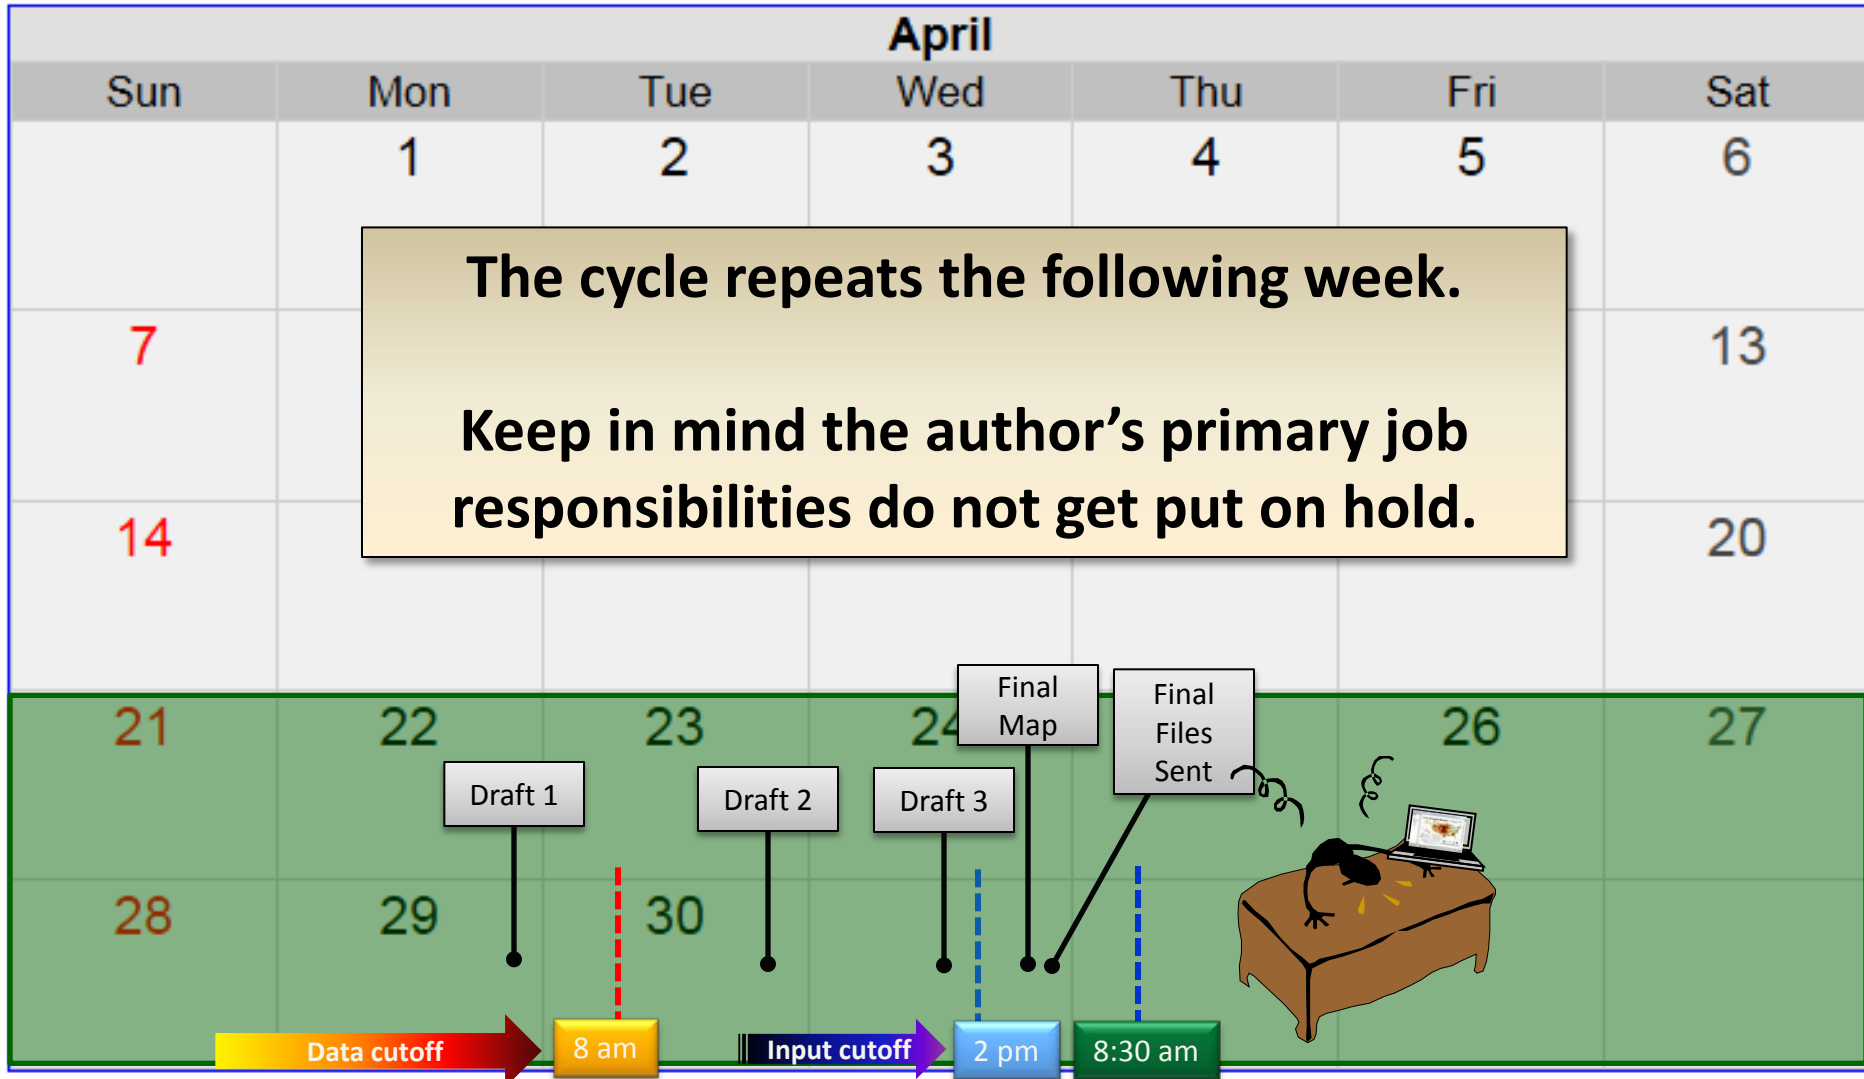 April
Sun Mon Tue Wed Thu Fri Sat
1 2 3 4 5 6
The cycle repeats the following week.
7 13
Keep in mind the author's primary job
responsibilities do not get put on hold.
14 20
21 22 23 24 26 27
Final
Map
Final
Files
Sent
Draft 1 Draft 2 Draft 3
28 29 30
Data cutoff 8 am Input cutoff 2 pm 8:30 am